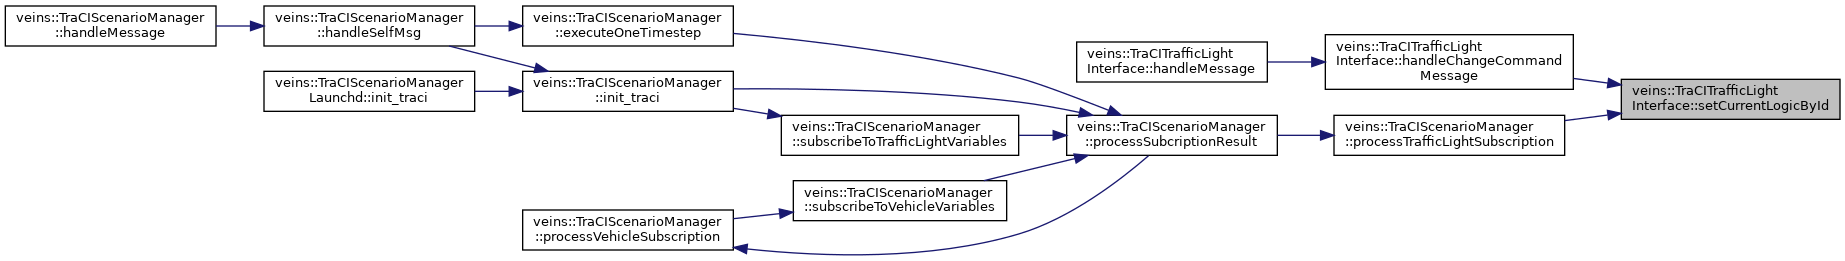 veins::TraCIScenarioManager
::handleMessage
veins::TraCIScenarioManager
::handleSelfMsg
veins::TraCIScenarioManager
::executeOneTimestep
veins::TraCITrafficLight
Interface::handleMessage
veins::TraCITrafficLight
Interface::handleChangeCommand
Message
veins::TraCIScenarioManager
Launchd::init_traci
veins::TraCIScenarioManager
::init_traci
veins::TraCITrafficLight
Interface::setCurrentLogicById
veins::TraCIScenarioManager
::subscribeToTrafficLightVariables
veins::TraCIScenarioManager
::processSubcriptionResult
veins::TraCIScenarioManager
::processTrafficLightSubscription
veins::TraCIScenarioManager
::subscribeToVehicleVariables
veins::TraCIScenarioManager
::processVehicleSubscription